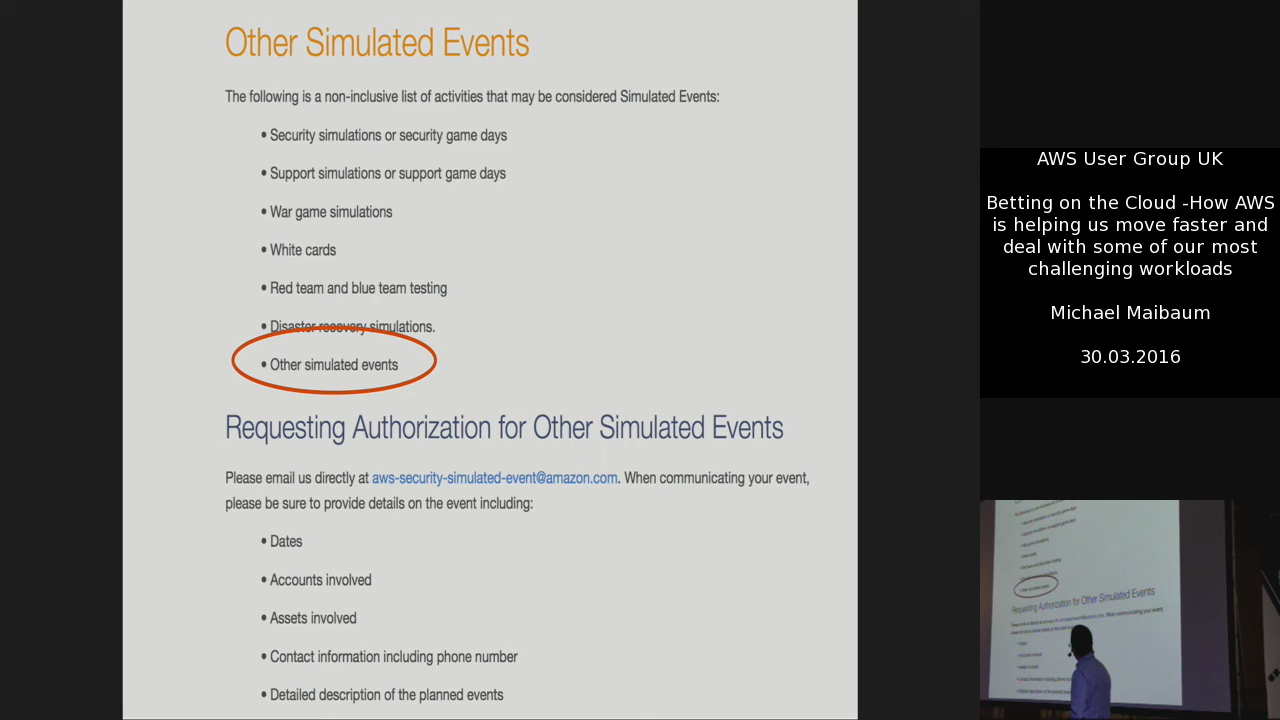 Other Simulated Events
The following is a non-inclusive list of activities that may be considered Simulated Events:
• Security simulations or security game days
• Support simulations or support game days
• War game simulations
• White cards
• Red team and blue team testing
• Disaster recovery simulations.
• Other simulated events
Requesting Authorization for Other Simulated Events
Please email us directly at aws-security-simulated-event@amazon.com. When communicating your event,
please be sure to provide details on the event including:
• Dates
• Accounts involved
• Assets involved
• Contact information including phone number
• Detailed description of the planned events
AWS User Group UK
Betting on the Cloud -How AWS
is helping us move faster and
deal with some of our most
challenging workloads
Michael Maibaum
30.03.2016
Requesting Authorization for Other Simulated Events